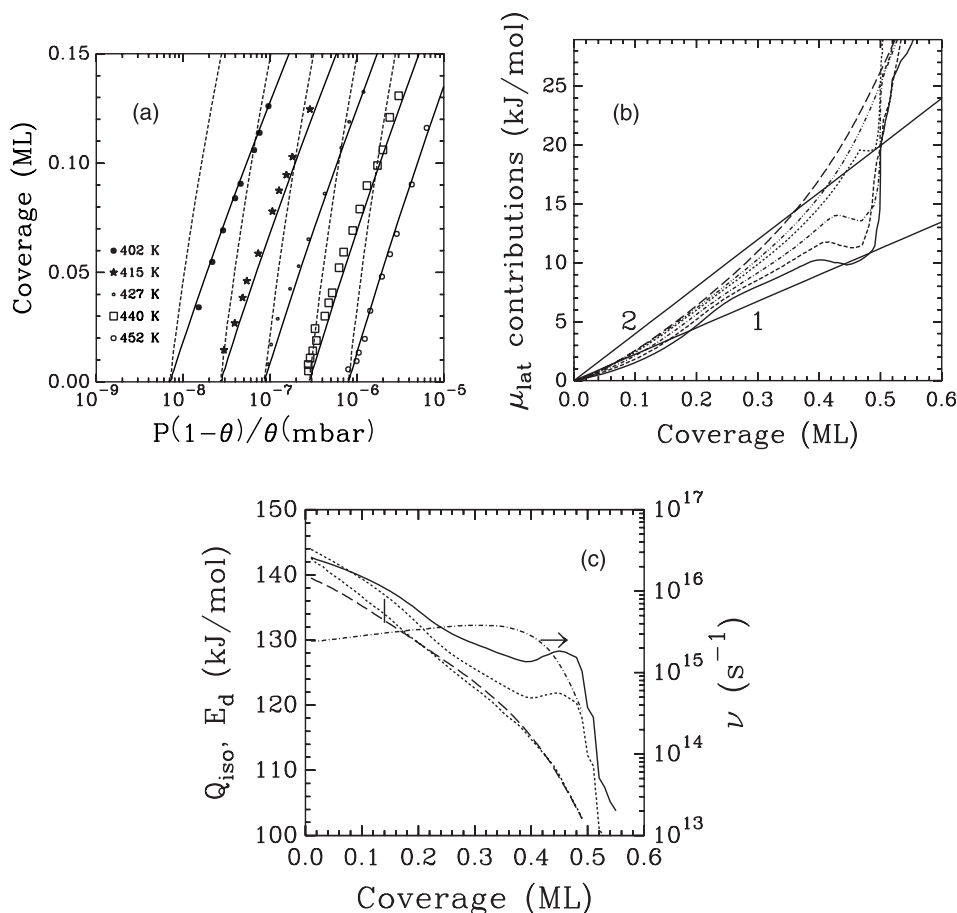 0.15
0.10
0.05
0.00
Coverage (ML)
(a)
402 K
415 K
427 K
440 K
452 K
10⁻⁹ 10⁻⁸ 10⁻⁷ 10⁻⁶ 10⁻⁵
P(1−θ)/θ(mbar)
μlat contributions (kJ/mol)
25
20
15
10
5
0
(b)
2
1
0.0 0.1 0.2 0.3 0.4 0.5 0.6
Coverage (ML)
Qiso, Ed (kJ/mol)
150
140
130
120
110
100
(c)
10¹⁷
10¹⁶
10¹⁵
10¹⁴
10¹³
ν (s⁻¹)
0.0 0.1 0.2 0.3 0.4 0.5 0.6
Coverage (ML)